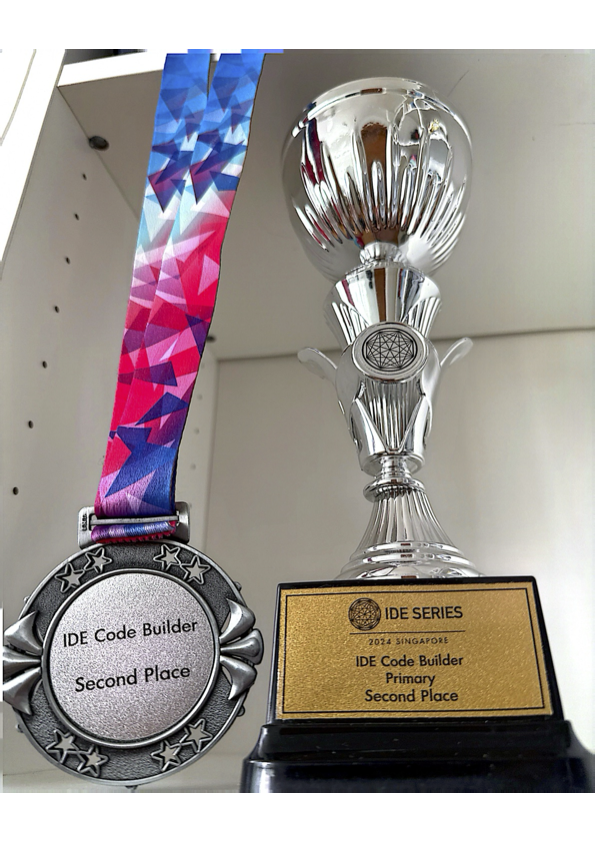 IDE Code Builder
Second Place
IDE SERIES
2024 SINGAPORE
IDE Code Builder
Primary
Second Place